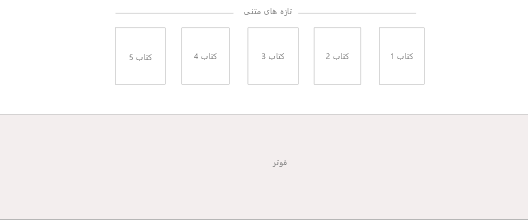 تازه های متنی
کتاب 1
کتاب 2
کتاب 3
کتاب 4
کتاب 5
فوتر